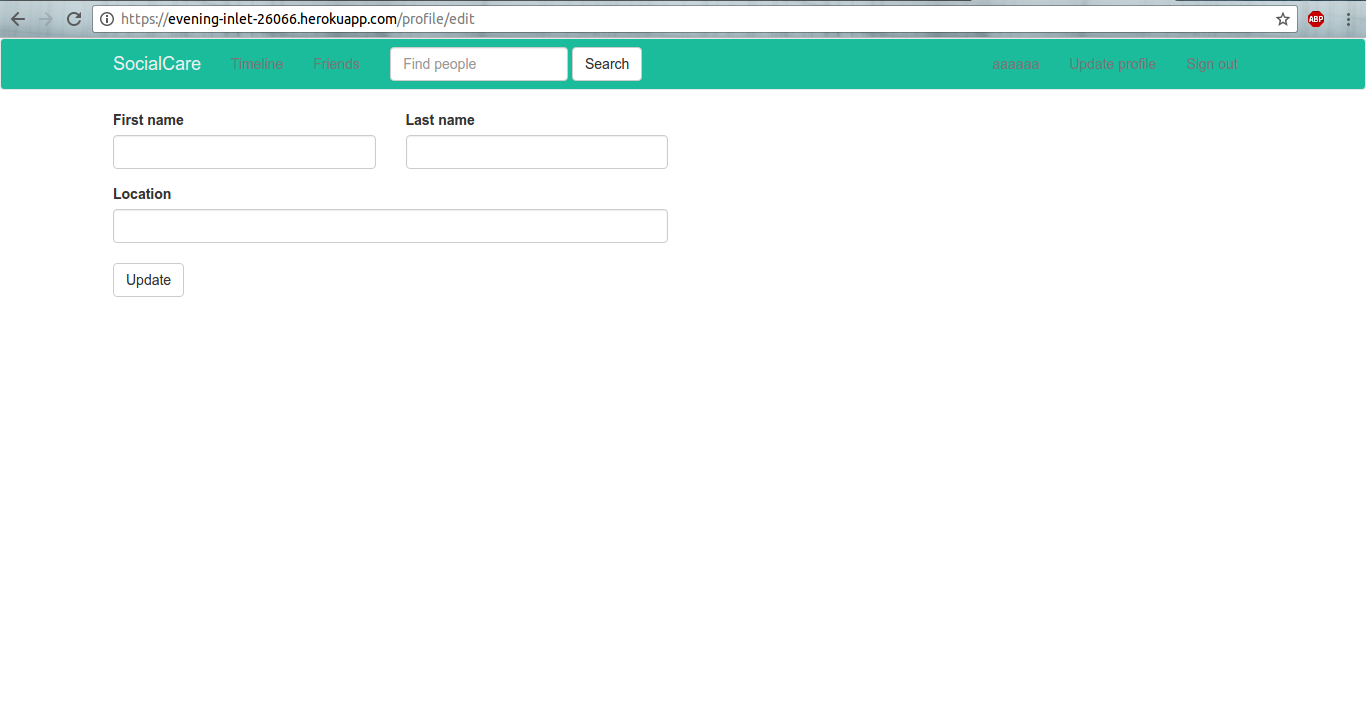 https://evening-inlet-26066.herokuapp.com/profile/edit
ABP
SocialCare Timeline Friends Find people Search aaaaaa Update profile Sign out
First name Last name
Location
Update